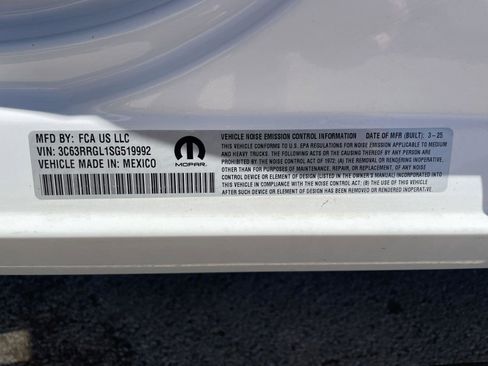 MFD BY: FCA US LLC
VIN: 3C63RRGL1SG519992
VEHICLE MADE IN: MEXICO
MOPAR
VEHICLE NOISE EMISSION CONTROL INFORMATION DATE OF MFR (BUILT): 3-25
THIS VEHICLE CONFORMS TO U.S. EPA REGULATIONS FOR NOISE EMISSION APPLICABLE TO MEDIUM
AND HEAVY TRUCKS. THE FOLLOWING ACTS OR THE CAUSING THEREOF BY ANY PERSON ARE
PROHIBITED BY THE NOISE CONTROL ACT OF 1972; (A) THE REMOVAL OR RENDERING INOPERATIVE,
OTHER THAN FOR PURPOSES OF MAINTENANCE, REPAIR, OR REPLACEMENT, OF ANY NOISE
CONTROL DEVICE OR ELEMENT OF DESIGN (LISTED IN THE OWNER'S MANUAL) INCORPORATED
INTO THIS VEHICLE IN COMPLIANCE WITH THE NOISE CONTROL ACT; (B) THE USE OF THIS VEHICLE
AFTER SUCH DEVICE OR ELEMENT OF DESIGN HAS BEEN REMOVED OR RENDERED INOPERATIVE.